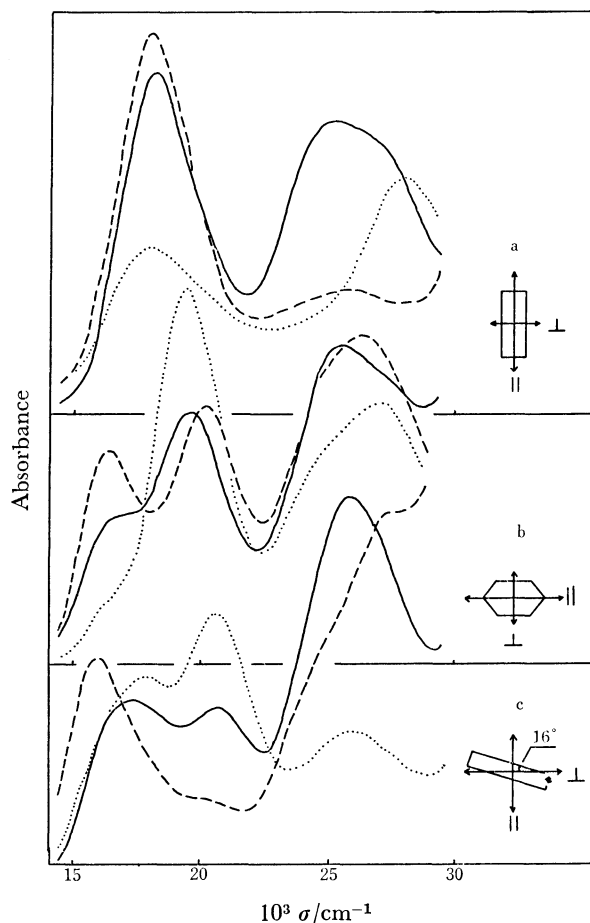 a
⊥
||
b
||
⊥
c
16°
⊥
||
Absorbance
15 20 25 30
10³ σ/cm⁻¹